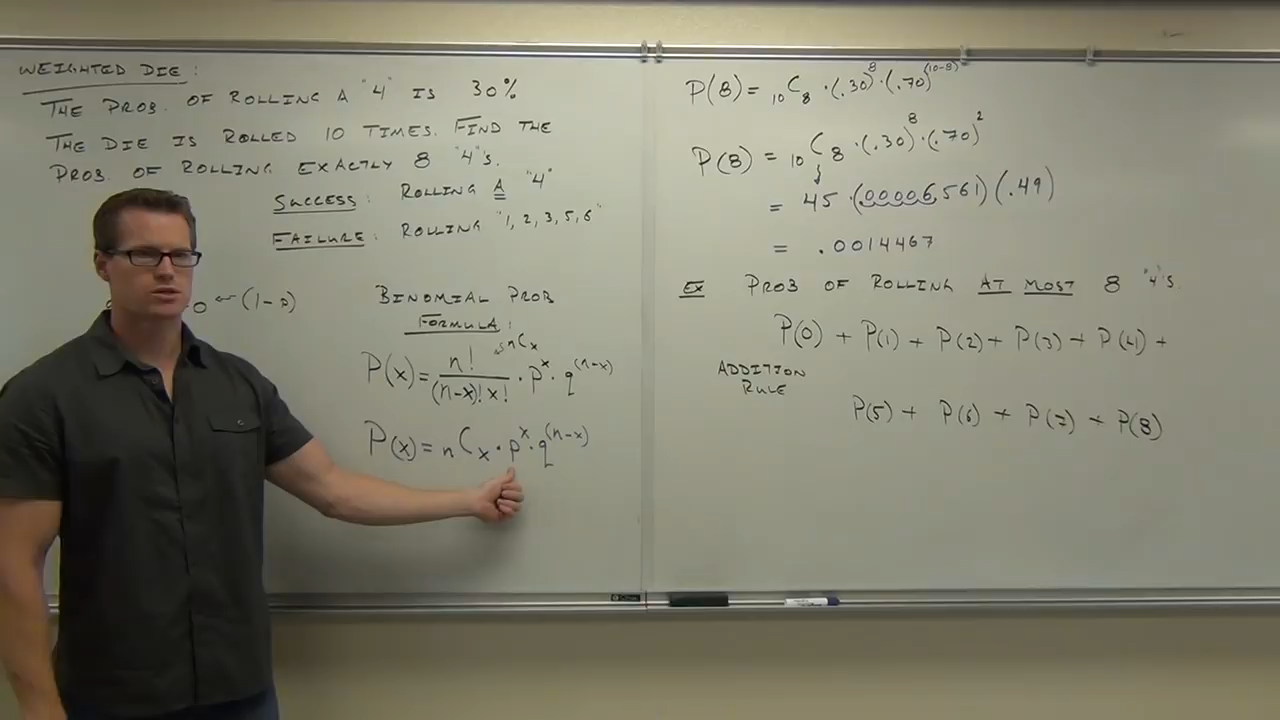 WEIGHTED DIE:
THE PROB. OF ROLLING A "4" IS 30%
THE DIE IS ROLLED 10 TIMES. FIND THE
PROB OF ROLLING EXACTLY 8 "4"'S.
SUCCESS: ROLLING A "4"
FAILURE: ROLLING "1, 2, 3, 5, 6"
0 ← (1-p)
BINOMIAL PROB
FORMULA:
P(x) = n! / (n-x)! x! · p^x · q^(n-x)
nCx
P(x) = nCx · p^x · q^(n-x)
P(8) = 10C8 · (.30)^8 · (.70)^(10-8)
P(8) = 10C8 · (.30)^8 · (.70)^2
= 45 · (.00006561)(.49)
= .0014467
EX PROB OF ROLLING AT MOST 8 "4"'S.
P(0) + P(1) + P(2) + P(3) + P(4) +
ADDITION
RULE
P(5) + P(6) + P(7) + P(8)